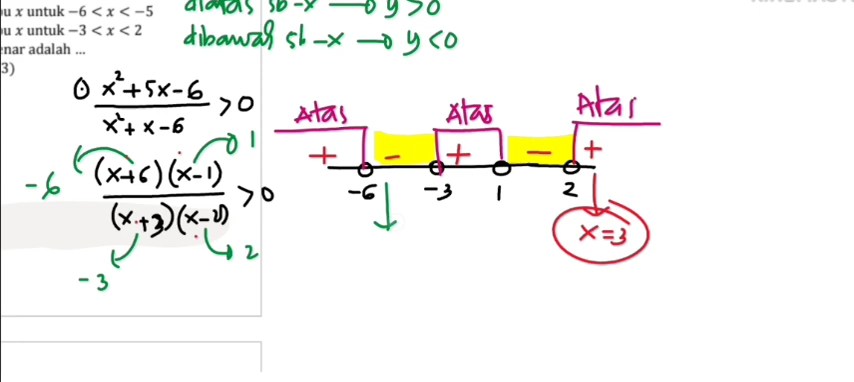 u x untuk −6 < x < −5
u x untuk −3 < x < 2
enar adalah ...
3)
diatas sb -x → y>0
dibawah sb -x → y<0
① x²+5x-6 / x²+x-6 >0
(x+6)(x-1) / (x+3)(x-2) >0
-6
1
-3
2
Atas Atas Atas
+ - + - +
-6 -3 1 2
x=3